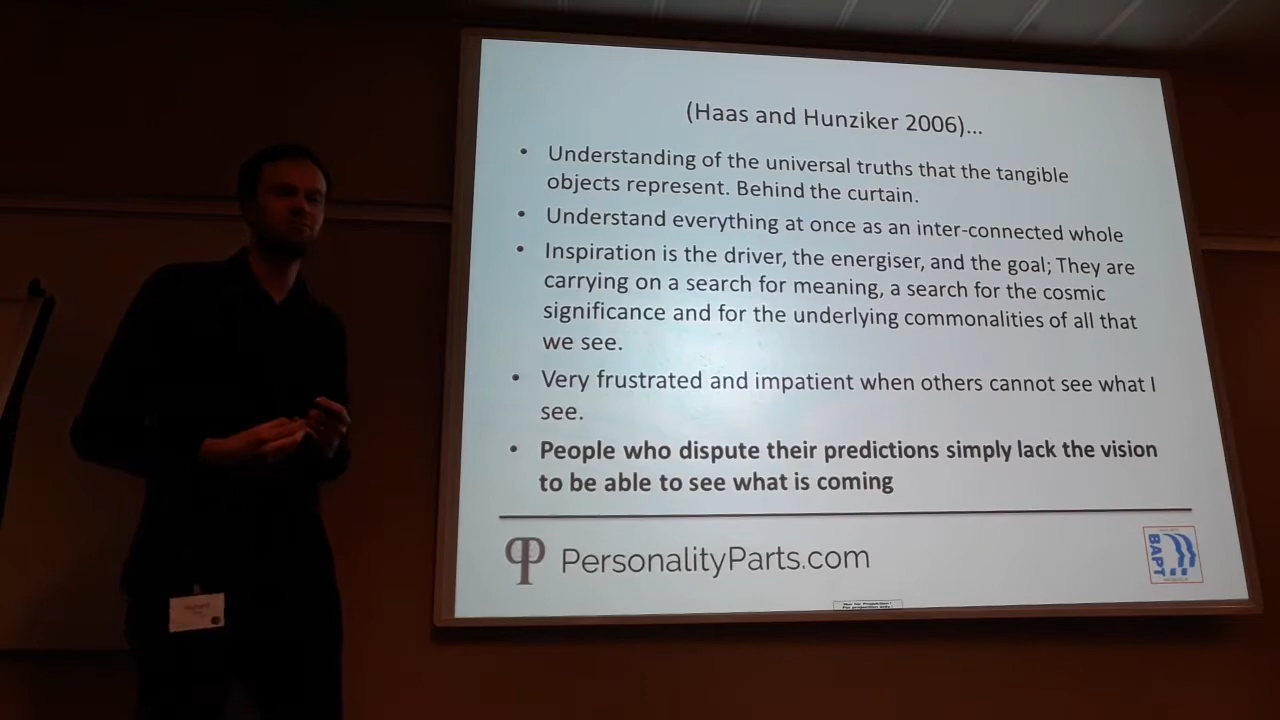 (Haas and Hunziker 2006)...
• Understanding of the universal truths that the tangible
objects represent. Behind the curtain.
• Understand everything at once as an inter-connected whole
• Inspiration is the driver, the energiser, and the goal; They are
carrying on a search for meaning, a search for the cosmic
significance and for the underlying commonalities of all that
we see.
• Very frustrated and impatient when others cannot see what I
see.
• People who dispute their predictions simply lack the vision
to be able to see what is coming
PersonalityParts.com
BAPT